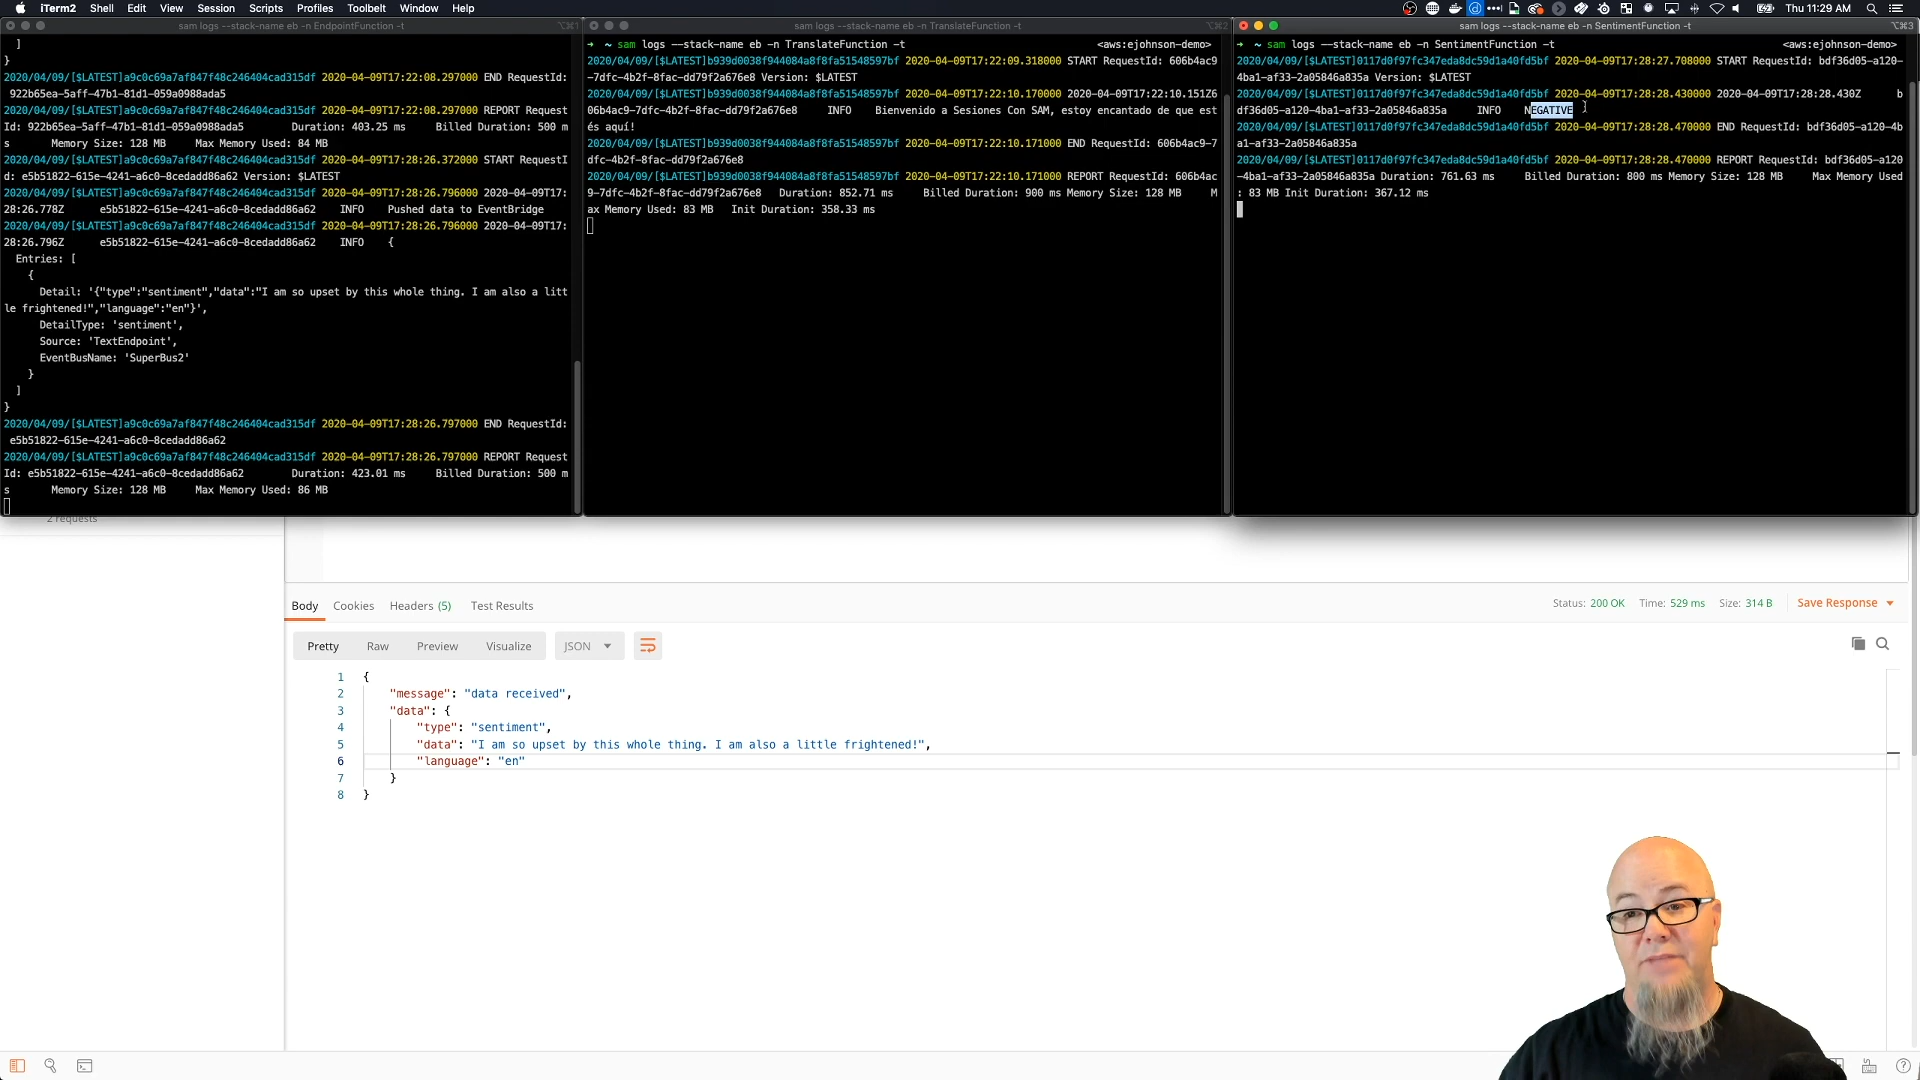 iTerm2 Shell Edit View Session Scripts Profiles Toolbelt Window Help
Thu 11:29 AM
sam logs --stack-name eb -n EndpointFunction -t
⌥⌘1
]
}
2020/04/09/[$LATEST]a9c0c69a7af847f48c246404cad315df 2020-04-09T17:22:08.297000 END RequestId:
922b65ea-5aff-47b1-81d1-059a0988ada5
2020/04/09/[$LATEST]a9c0c69a7af847f48c246404cad315df 2020-04-09T17:22:08.297000 REPORT Request
Id: 922b65ea-5aff-47b1-81d1-059a0988ada5 Duration: 403.25 ms Billed Duration: 500 m
s Memory Size: 128 MB Max Memory Used: 84 MB
2020/04/09/[$LATEST]a9c0c69a7af847f48c246404cad315df 2020-04-09T17:28:26.372000 START RequestI
d: e5b51822-615e-4241-a6c0-8cedadd86a62 Version: $LATEST
2020/04/09/[$LATEST]a9c0c69a7af847f48c246404cad315df 2020-04-09T17:28:26.796000 2020-04-09T17:
28:26.778Z e5b51822-615e-4241-a6c0-8cedadd86a62 INFO Pushed data to EventBridge
2020/04/09/[$LATEST]a9c0c69a7af847f48c246404cad315df 2020-04-09T17:28:26.796000 2020-04-09T17:
28:26.796Z e5b51822-615e-4241-a6c0-8cedadd86a62 INFO {
Entries: [
{
Detail: '{"type":"sentiment","data":"I am so upset by this whole thing. I am also a litt
le frightened!","language":"en"}',
DetailType: 'sentiment',
Source: 'TextEndpoint',
EventBusName: 'SuperBus2'
}
]
}
2020/04/09/[$LATEST]a9c0c69a7af847f48c246404cad315df 2020-04-09T17:28:26.797000 END RequestId:
e5b51822-615e-4241-a6c0-8cedadd86a62
2020/04/09/[$LATEST]a9c0c69a7af847f48c246404cad315df 2020-04-09T17:28:26.797000 REPORT Request
Id: e5b51822-615e-4241-a6c0-8cedadd86a62 Duration: 423.01 ms Billed Duration: 500 m
s Memory Size: 128 MB Max Memory Used: 86 MB
sam logs --stack-name eb -n TranslateFunction -t
⌥⌘2
→ ~ sam logs --stack-name eb -n TranslateFunction -t <aws:ejohnson-demo>
2020/04/09/[$LATEST]b939d0038f944084a8f8fa51548597bf 2020-04-09T17:22:09.318000 START RequestId: 606b4ac9
-7dfc-4b2f-8fac-dd79f2a676e8 Version: $LATEST
2020/04/09/[$LATEST]b939d0038f944084a8f8fa51548597bf 2020-04-09T17:22:10.170000 2020-04-09T17:22:10.151Z6
06b4ac9-7dfc-4b2f-8fac-dd79f2a676e8 INFO Bienvenido a Sesiones Con SAM, estoy encantado de que est
és aquí!
2020/04/09/[$LATEST]b939d0038f944084a8f8fa51548597bf 2020-04-09T17:22:10.171000 END RequestId: 606b4ac9-7
dfc-4b2f-8fac-dd79f2a676e8
2020/04/09/[$LATEST]b939d0038f944084a8f8fa51548597bf 2020-04-09T17:22:10.171000 REPORT RequestId: 606b4ac
9-7dfc-4b2f-8fac-dd79f2a676e8 Duration: 852.71 ms Billed Duration: 900 ms Memory Size: 128 MB M
ax Memory Used: 83 MB Init Duration: 358.33 ms
sam logs --stack-name eb -n SentimentFunction -t
⌥⌘3
→ ~ sam logs --stack-name eb -n SentimentFunction -t <aws:ejohnson-demo>
2020/04/09/[$LATEST]0117d0f97fc347eda8dc59d1a40fd5bf 2020-04-09T17:28:27.708000 START RequestId: bdf36d05-a120-
4ba1-af33-2a05846a835a Version: $LATEST
2020/04/09/[$LATEST]0117d0f97fc347eda8dc59d1a40fd5bf 2020-04-09T17:28:28.430000 2020-04-09T17:28:28.430Z b
df36d05-a120-4ba1-af33-2a05846a835a INFO NEGATIVE
2020/04/09/[$LATEST]0117d0f97fc347eda8dc59d1a40fd5bf 2020-04-09T17:28:28.470000 END RequestId: bdf36d05-a120-4b
a1-af33-2a05846a835a
2020/04/09/[$LATEST]0117d0f97fc347eda8dc59d1a40fd5bf 2020-04-09T17:28:28.470000 REPORT RequestId: bdf36d05-a120
-4ba1-af33-2a05846a835a Duration: 761.63 ms Billed Duration: 800 ms Memory Size: 128 MB Max Memory Used
: 83 MB Init Duration: 367.12 ms
2 requests
Body Cookies Headers (5) Test Results
Status: 200 OK Time: 529 ms Size: 314 B Save Response
Pretty Raw Preview Visualize JSON
1 {
2 "message": "data received",
3 "data": {
4 "type": "sentiment",
5 "data": "I am so upset by this whole thing. I am also a little frightened!",
6 "language": "en"
7 }
8 }